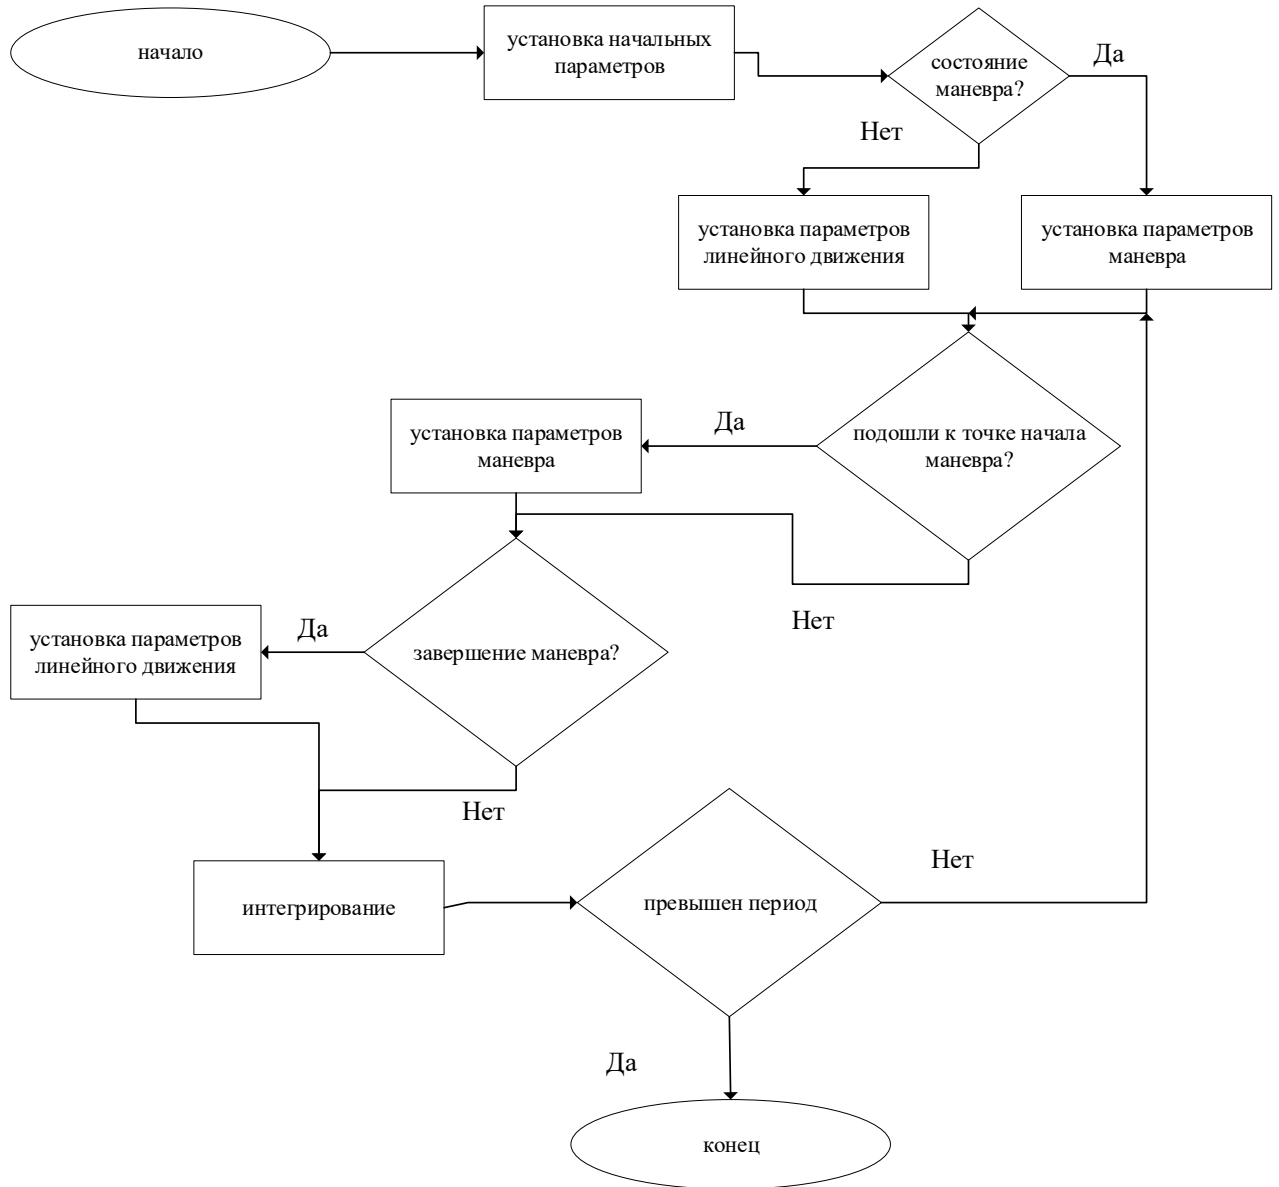 начало
установка начальных
параметров
состояние
маневра?
Да
Нет
установка параметров
линейного движения
установка параметров
маневра
подошли к точке начала
маневра?
Да
установка параметров
маневра
Нет
завершение маневра?
Да
установка параметров
линейного движения
Нет
интегрирование
превышен период
Нет
Да
конец